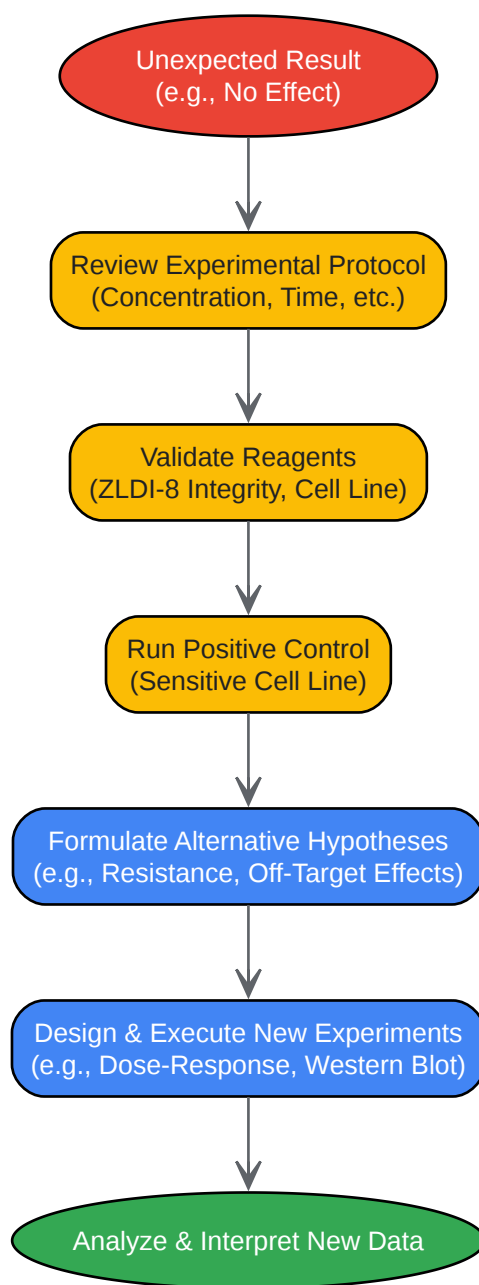 Unexpected Result
(e.g., No Effect)
Review Experimental Protocol
(Concentration, Time, etc.)
Validate Reagents
(ZLDI-8 Integrity, Cell Line)
Run Positive Control
(Sensitive Cell Line)
Formulate Alternative Hypotheses
(e.g., Resistance, Off-Target Effects)
Design & Execute New Experiments
(e.g., Dose-Response, Western Blot)
Analyze & Interpret New Data